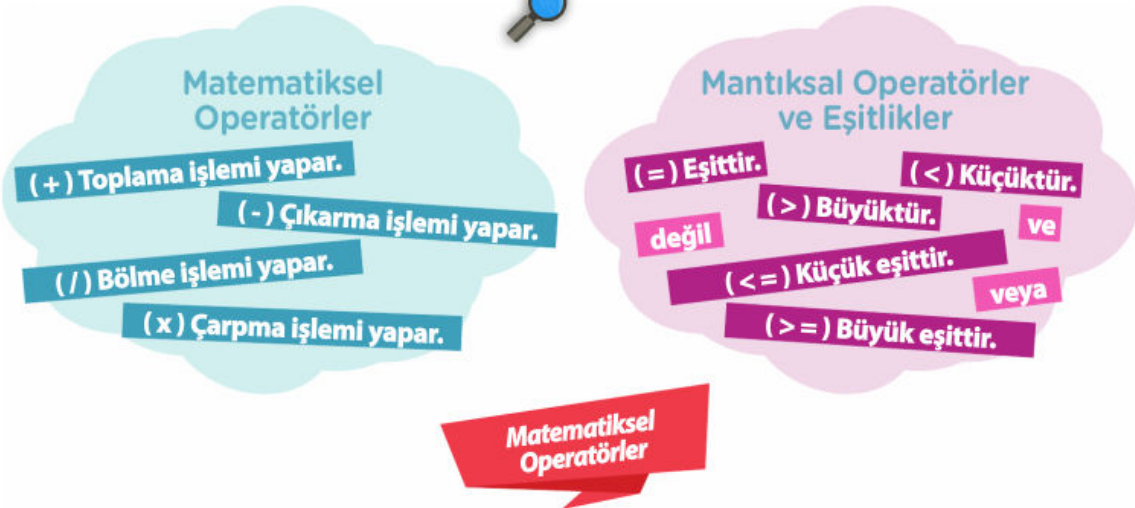 Matematiksel
Operatörler
( + ) Toplama işlemi yapar.
( - ) Çıkarma işlemi yapar.
( / ) Bölme işlemi yapar.
( x ) Çarpma işlemi yapar.
Mantıksal Operatörler
ve Eşitlikler
( = ) Eşittir.
( < ) Küçüktür.
( > ) Büyüktür.
ve
değil
( < = ) Küçük eşittir.
veya
( > = ) Büyük eşittir.
Matematiksel
Operatörler